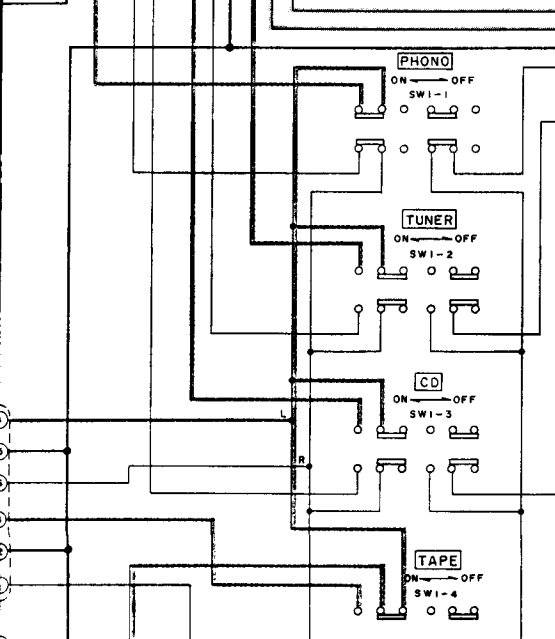 PHONO
ON OFF
SW1-1
TUNER
ON OFF
SW1-2
CD
ON OFF
SW1-3
L
R
TAPE
ON OFF
SW1-4